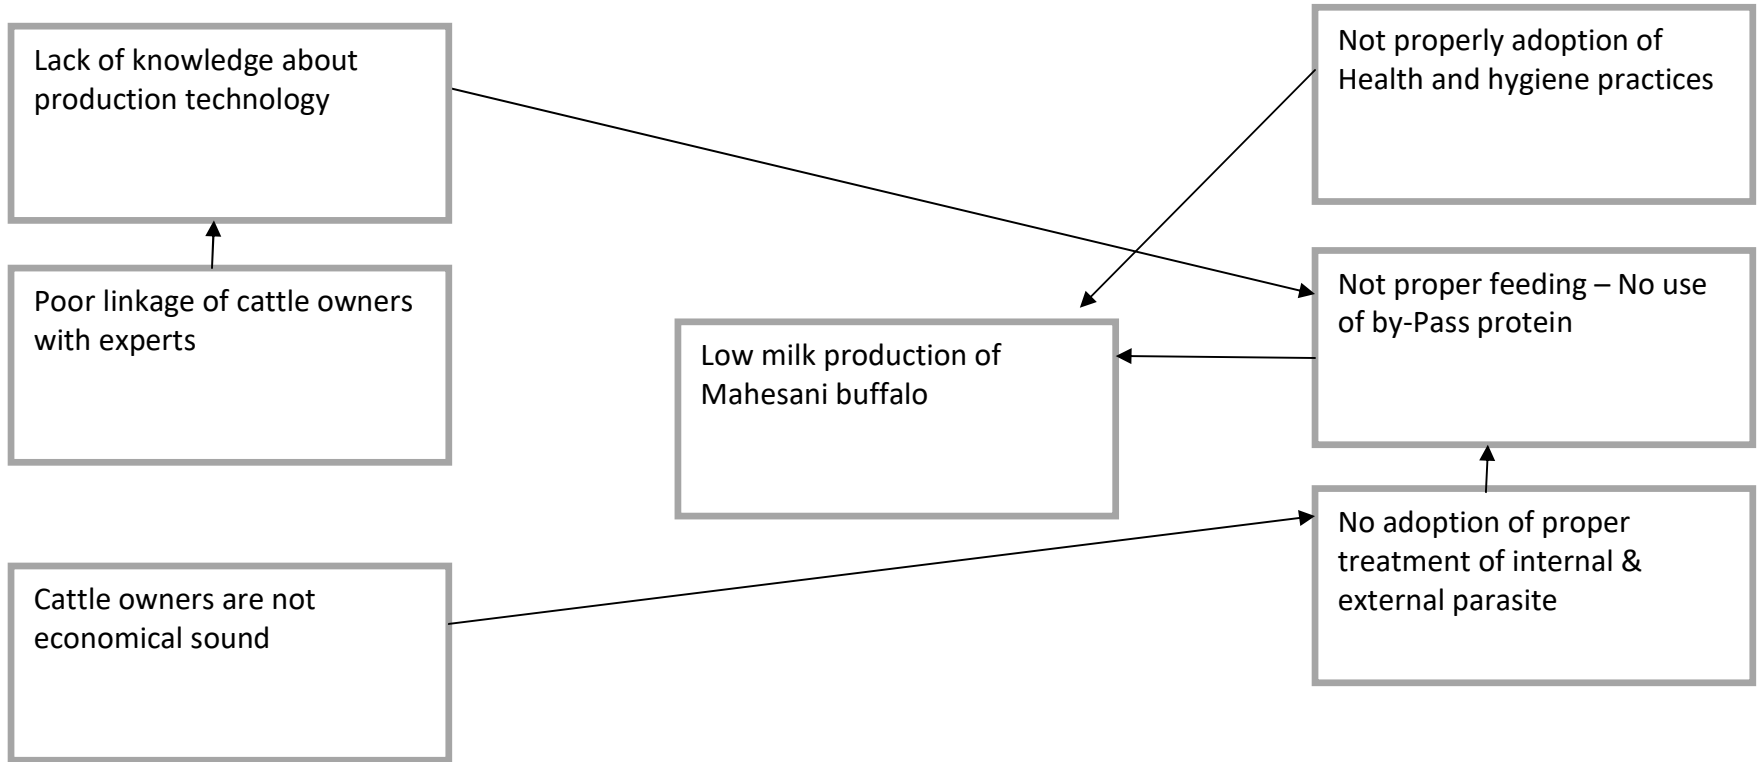 Lack of knowledge about
production technology
Poor linkage of cattle owners
with experts
Cattle owners are not
economical sound
Low milk production of
Mahesani buffalo
Not properly adoption of
Health and hygiene practices
Not proper feeding – No use
of by-Pass protein
No adoption of proper
treatment of internal &
external parasite